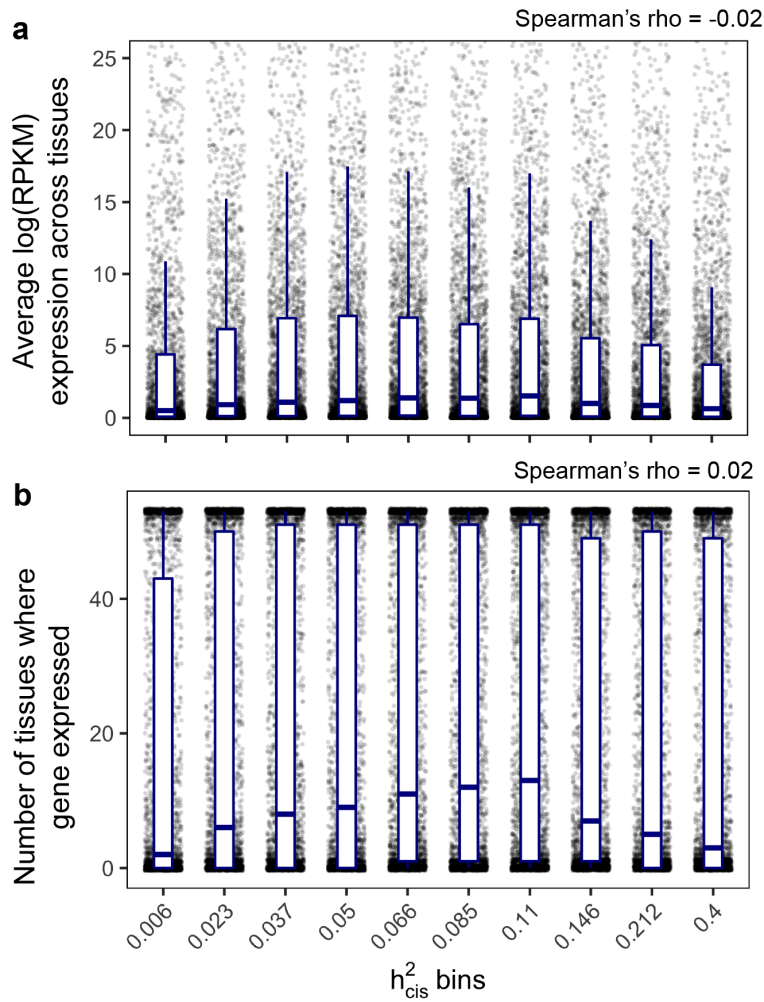 a
Spearman’s rho = -0.02
Average log(RPKM)
expression across tissues
25
20
15
10
5
0
b
Spearman’s rho = 0.02
Number of tissues where
gene expressed
40
20
0
0.006 0.023 0.037 0.05 0.066 0.085 0.11 0.146 0.212 0.4
h²cis bins